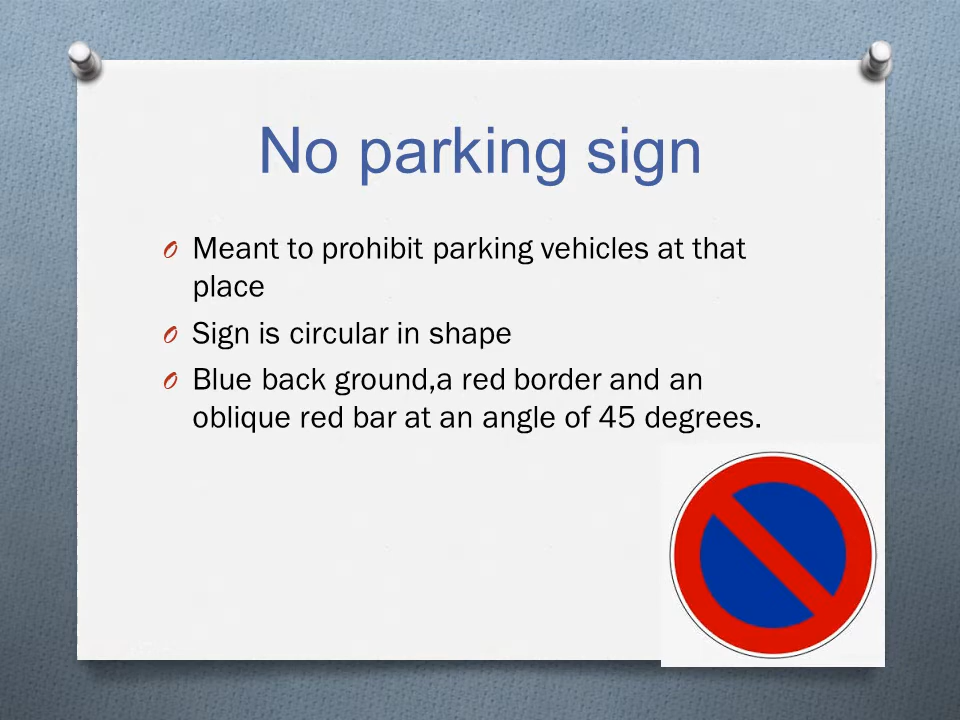 No parking sign
Meant to prohibit parking vehicles at that
place
Sign is circular in shape
Blue back ground,a red border and an
oblique red bar at an angle of 45 degrees.